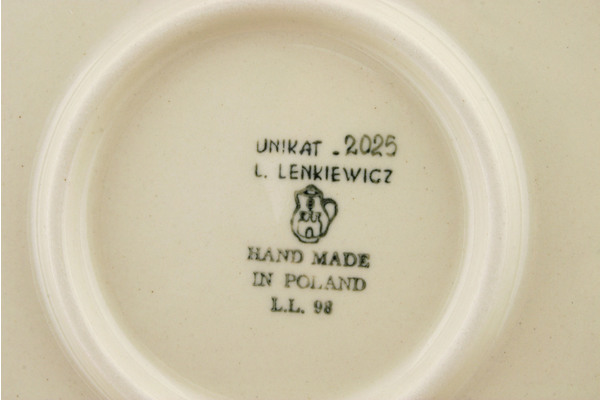 UNIKAT - 2025
L. LENKIEWICZ
HAND MADE
IN POLAND
L.L. 98